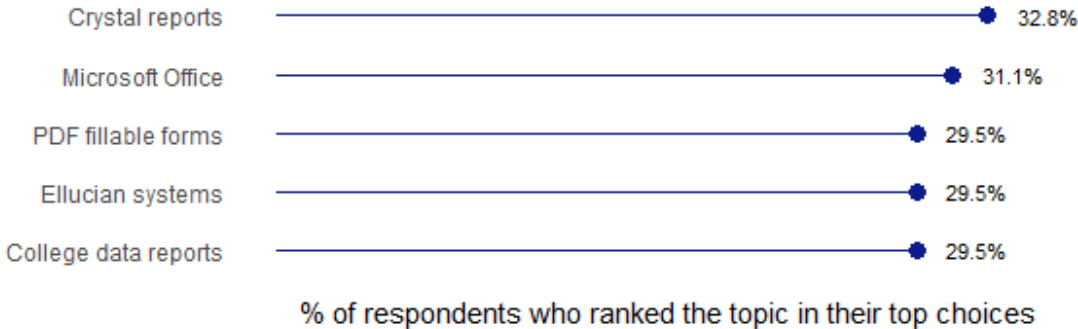 Crystal reports 32.8%
Microsoft Office 31.1%
PDF fillable forms 29.5%
Ellucian systems 29.5%
College data reports 29.5%
% of respondents who ranked the topic in their top choices